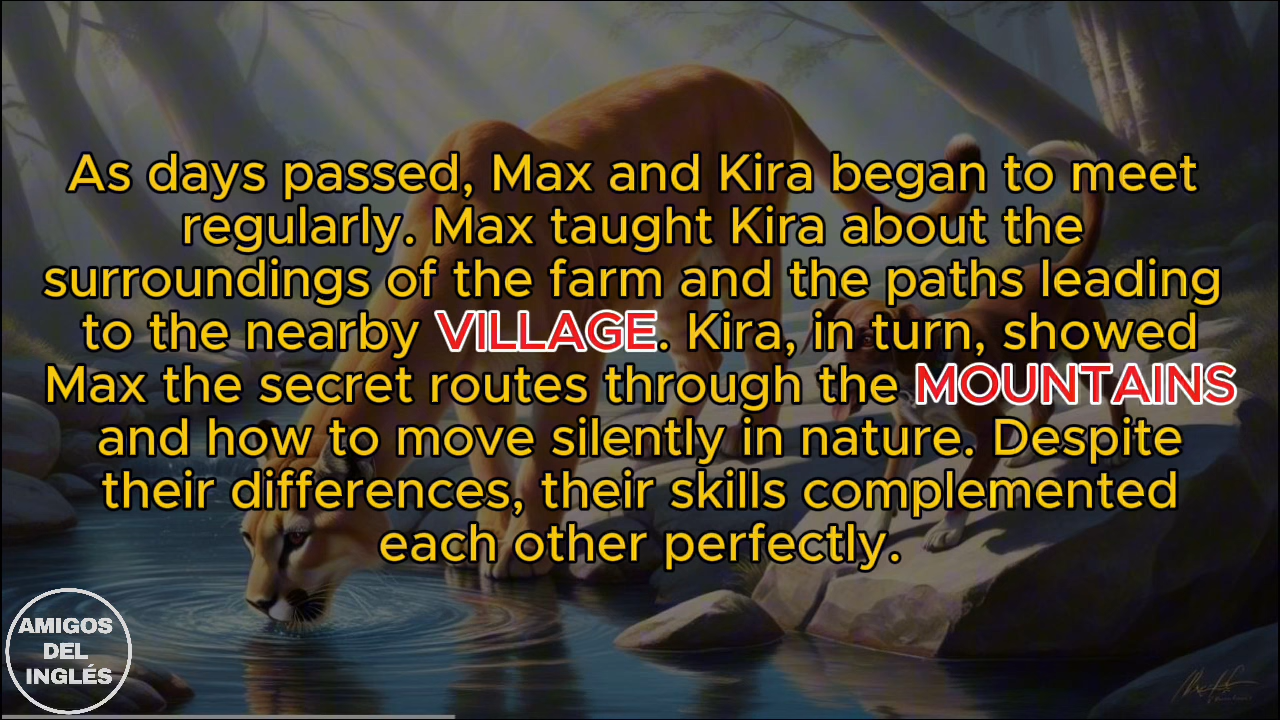 As days passed, Max and Kira began to meet
regularly. Max taught Kira about the
surroundings of the farm and the paths leading
to the nearby VILLAGE. Kira, in turn, showed
Max the secret routes through the MOUNTAINS
and how to move silently in nature. Despite
their differences, their skills complemented
each other perfectly.
AMIGOS
DEL
INGLÉS